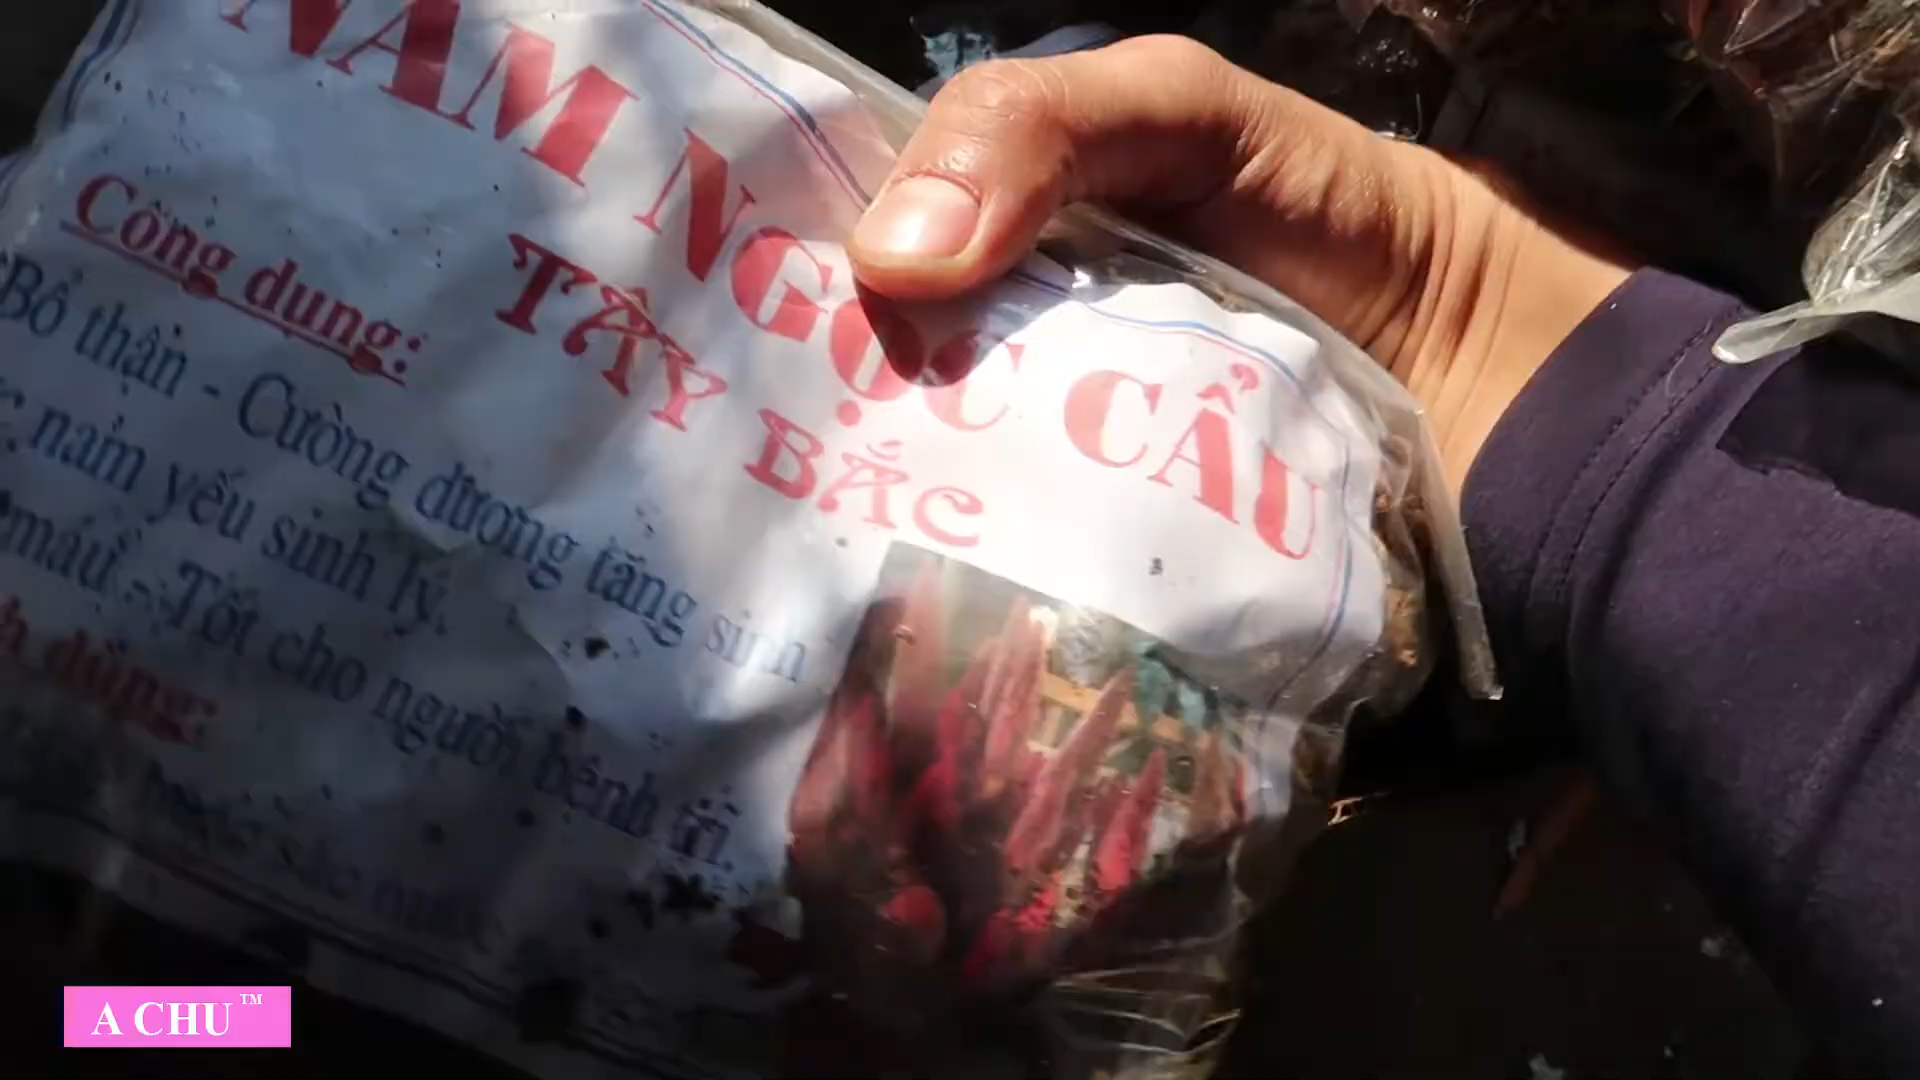 NẤM NGỌC CẨU
TÂY BẮC
Công dụng:
Bổ thận - Cường dương tăng sinh
nam yếu sinh lý.
máu - Tốt cho người bệnh trĩ.
dùng:
A CHU™